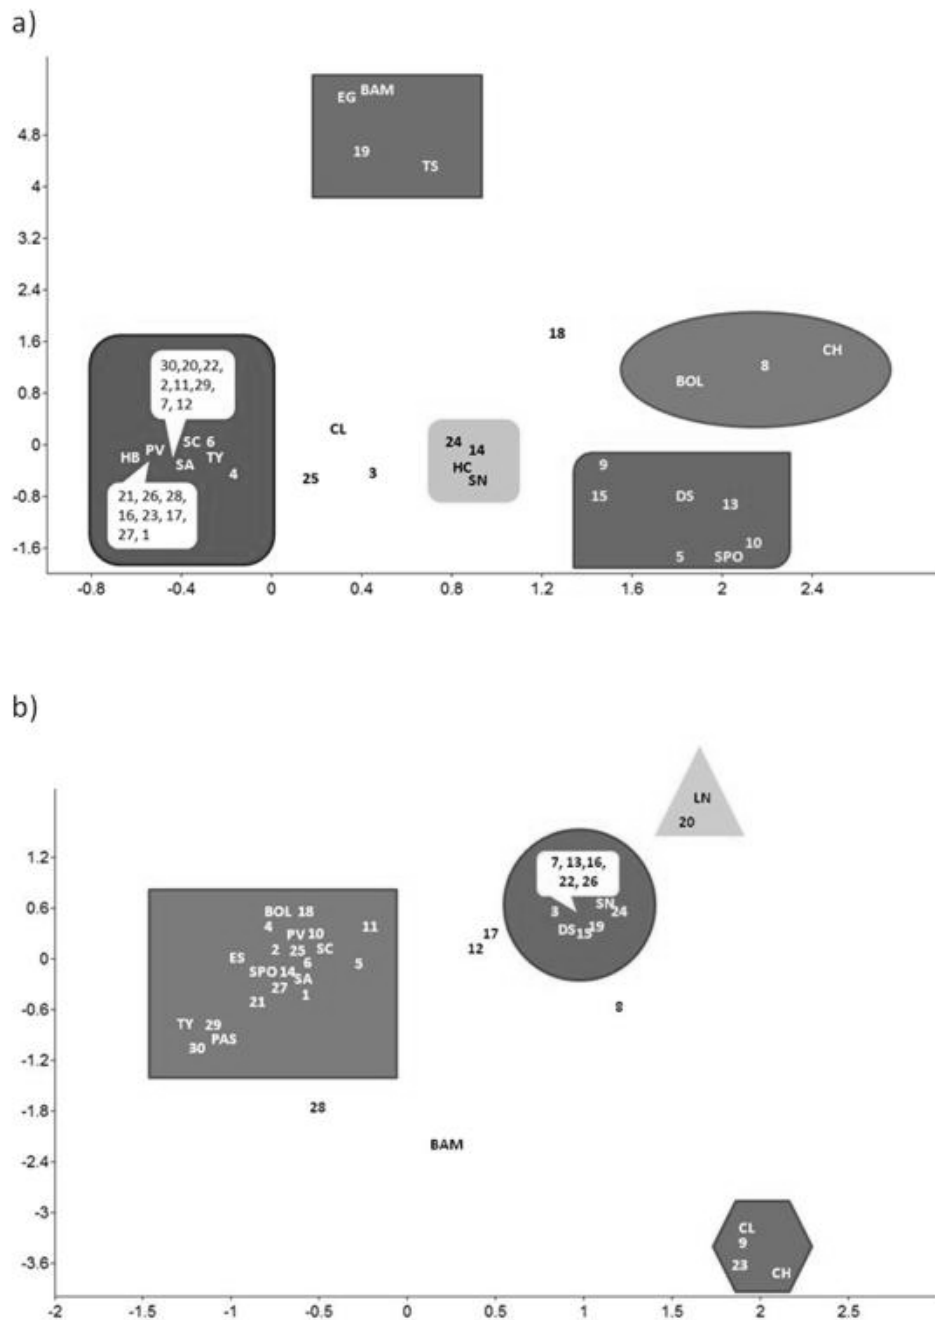 a)
EG BAM
4.8
19 TS
4
3.2
2.4
1.6
18
CH
30,20,22,
2,11,29,
7, 12
8
BOL
0.8
CL
0
SC 6
24 14
HB PV SA TY
4
HC
SN
9
25 3
21, 26, 28,
16, 23, 17,
27, 1
-0.8
15 DS 13
10
-1.6
5 SPO
-0.8 -0.4 0 0.4 0.8 1.2 1.6 2 2.4
b)
LN
20
1.2
7, 13,16,
22, 26
0.6
BOL 18
3 SN 24
4 PV 10 11
17
DS 15 19
12
2 25 SC
0
ES 6 5
SPO 14 SA
27
21 1
-0.6
8
TY 29
PAS
30
-1.2
-1.8
28
BAM
-2.4
-3
CL
9
-3.6
23 CH
-2 -1.5 -1 -0.5 0 0.5 1 1.5 2 2.5